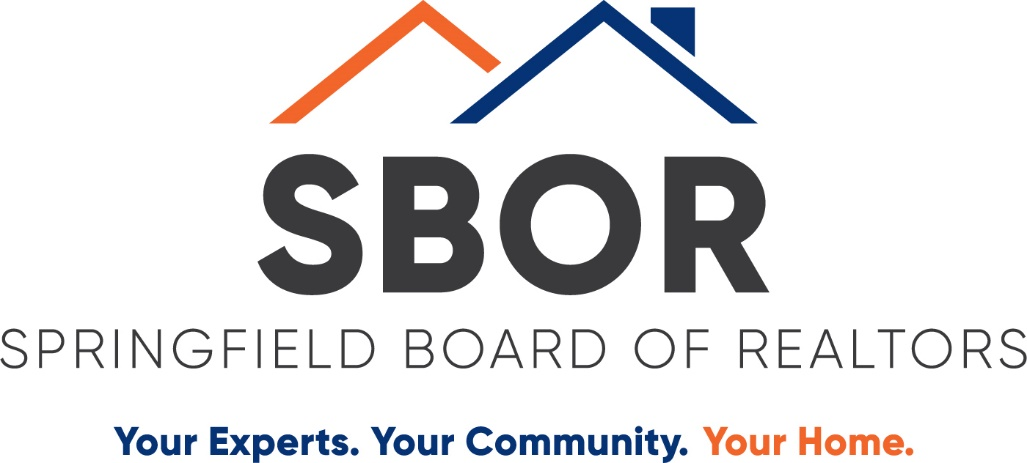 SBOR
SPRINGFIELD BOARD OF REALTORS
Your Experts. Your Community. Your Home.